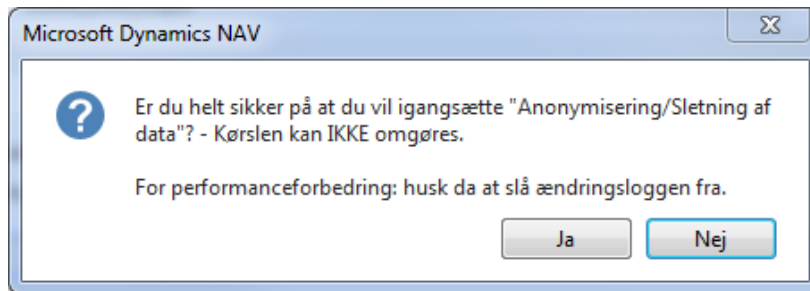 Microsoft Dynamics NAV
Er du helt sikker på at du vil igangsætte "Anonymisering/Sletning af
data"? - Kørslen kan IKKE omgøres.
For performanceforbedring: husk da at slå ændringsloggen fra.
Ja
Nej